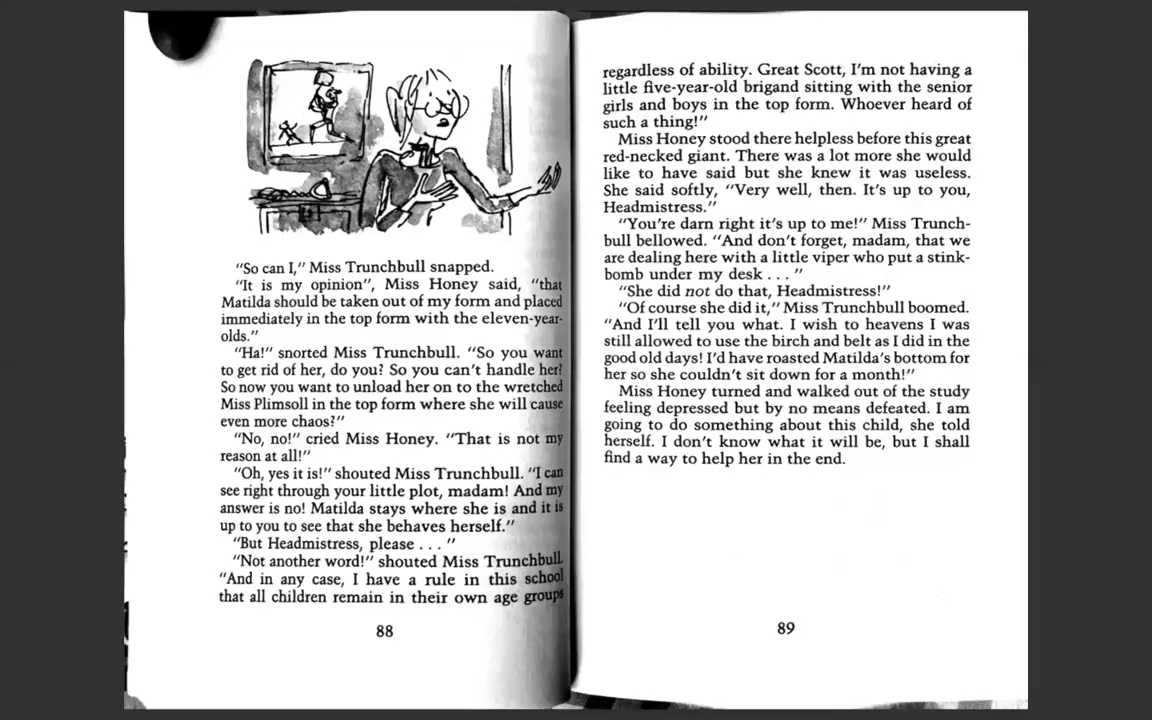 "So can I," Miss Trunchbull snapped.
"It is my opinion", Miss Honey said, "that
Matilda should be taken out of my form and placed
immediately in the top form with the eleven-year-
olds."
"Ha!" snorted Miss Trunchbull. "So you want
to get rid of her, do you? So you can't handle her?
So now you want to unload her on to the wretched
Miss Plimsoll in the top form where she will cause
even more chaos?"
"No, no!" cried Miss Honey. "That is not my
reason at all!"
"Oh, yes it is!" shouted Miss Trunchbull. "I can
see right through your little plot, madam! And my
answer is no! Matilda stays where she is and it is
up to you to see that she behaves herself."
"But Headmistress, please . . . "
"Not another word!" shouted Miss Trunchbull.
"And in any case, I have a rule in this school
that all children remain in their own age groups
88
regardless of ability. Great Scott, I'm not having a
little five-year-old brigand sitting with the senior
girls and boys in the top form. Whoever heard of
such a thing!"
Miss Honey stood there helpless before this great
red-necked giant. There was a lot more she would
like to have said but she knew it was useless.
She said softly, "Very well, then. It's up to you,
Headmistress."
"You're darn right it's up to me!" Miss Trunch-
bull bellowed. "And don't forget, madam, that we
are dealing here with a little viper who put a stink-
bomb under my desk . . . "
"She did not do that, Headmistress!"
"Of course she did it," Miss Trunchbull boomed.
"And I'll tell you what. I wish to heavens I was
still allowed to use the birch and belt as I did in the
good old days! I'd have roasted Matilda's bottom for
her so she couldn't sit down for a month!"
Miss Honey turned and walked out of the study
feeling depressed but by no means defeated. I am
going to do something about this child, she told
herself. I don't know what it will be, but I shall
find a way to help her in the end.
89